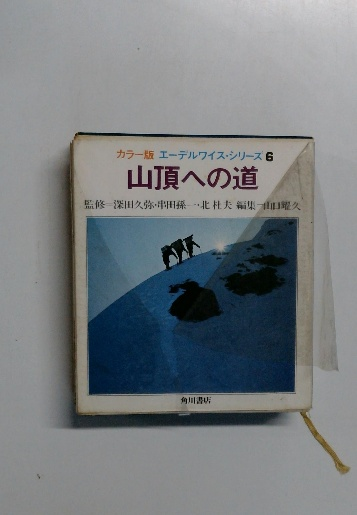 カラー版 エーデルワイス・シリーズ 6
山頂への道
監修=深田久弥・串田孫一・北杜夫 編集=山口耀久
角川書店